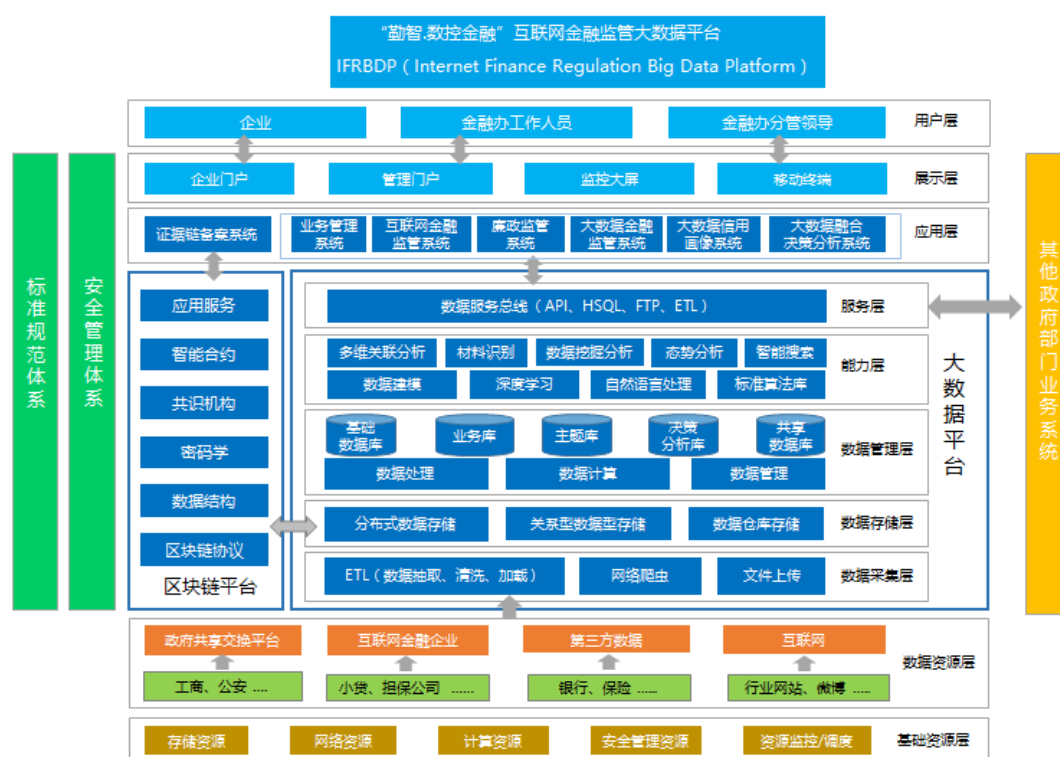 “勤智.数控金融”互联网金融监管大数据平台
IFRBDP（Internet Finance Regulation Big Data Platform）
企业
金融办工作人员
金融办分管领导
用户层
企业门户
管理门户
监控大屏
移动终端
展示层
证据链备案系统
业务管理
系统
互联网金融
监管系统
廉政监管
系统
大数据金融
监管系统
大数据信用
画像系统
大数据融合
决策分析系统
应用层
标准规范体系
安全管理体系
应用服务
智能合约
共识机构
密码学
数据结构
区块链协议
区块链平台
数据服务总线（API、HSQL、FTP、ETL）
服务层
多维关联分析
材料识别
数据挖掘分析
态势分析
智能搜索
数据建模
深度学习
自然语言处理
标准算法库
能力层
基础
数据库
业务库
主题库
决策
分析库
共享
数据库
数据处理
数据计算
数据管理
数据管理层
分布式数据存储
关系型数据型存储
数据仓库存储
数据存储层
ETL（数据抽取、清洗、加载）
网络爬虫
文件上传
数据采集层
大数据平台
其他政府部门业务系统
政府共享交换平台
互联网金融企业
第三方数据
互联网
工商、公安 ....
小贷、担保公司 ......
银行、保险 ......
行业网站、微博 .....
数据资源层
存储资源
网络资源
计算资源
安全管理资源
资源监控/调度
基础资源层